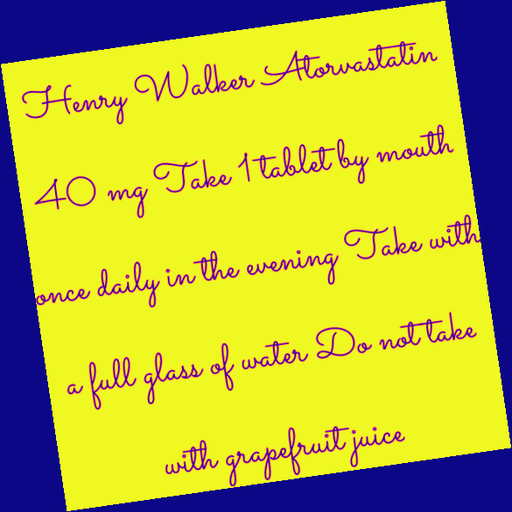 Henry Walker Atorvastatin
40 mg Take 1 tablet by mouth
once daily in the evening Take with
a full glass of water Do not take
with grapefruit juice